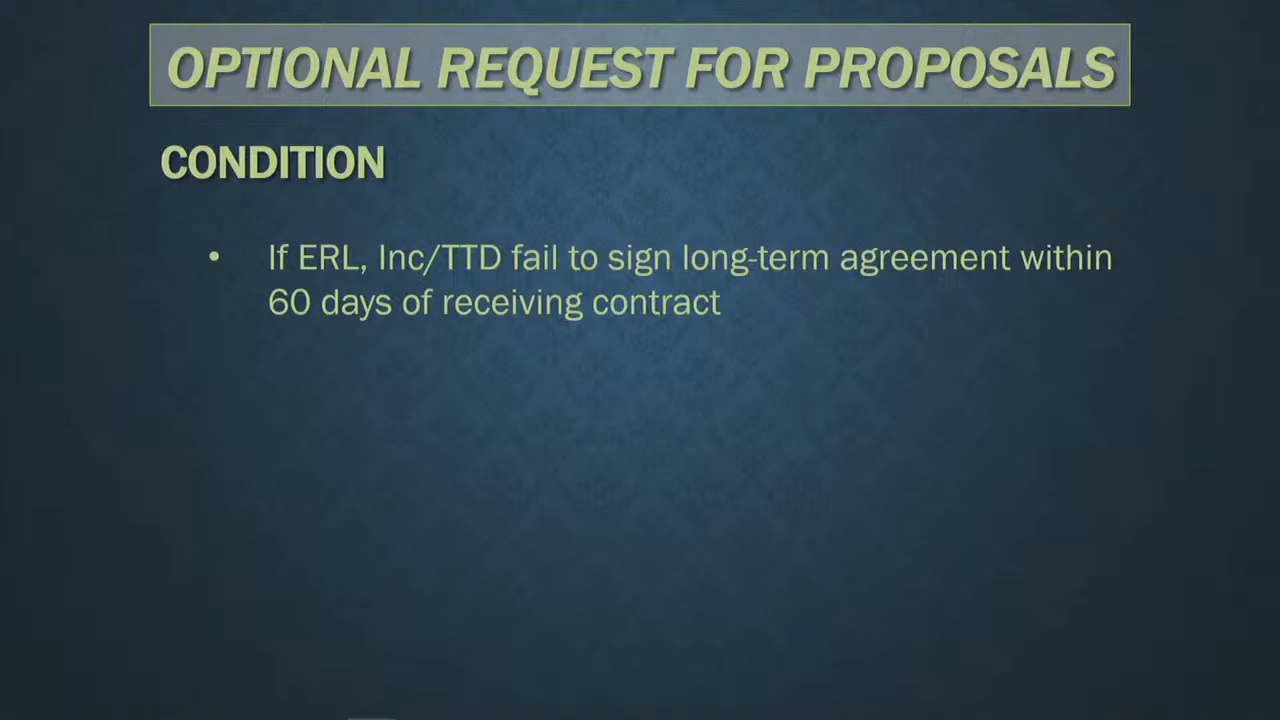 OPTIONAL REQUEST FOR PROPOSALS
CONDITION
• If ERL, Inc/TTD fail to sign long-term agreement within
60 days of receiving contract